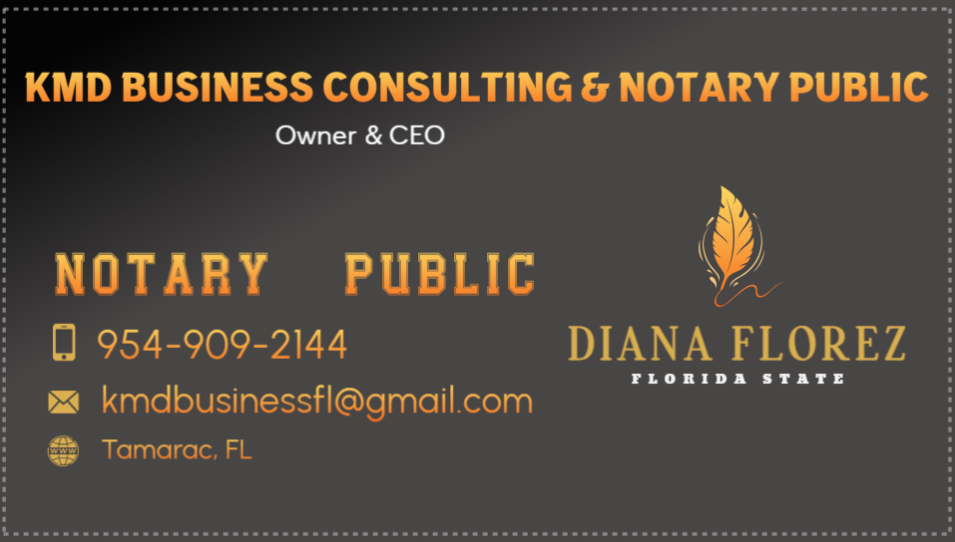 KMD BUSINESS CONSULTING & NOTARY PUBLIC
Owner & CEO
NOTARY PUBLIC
954-909-2144
kmdbusinessfl@gmail.com
WWW
Tamarac, FL
DIANA FLOREZ
FLORIDA STATE